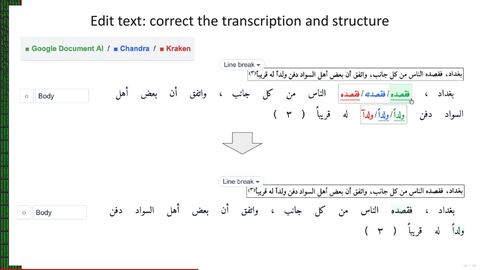 Edit text: correct the transcription and structure
Google Document AI / Chandra / Kraken
Line break
بغداد، فقصده الناس من كل جانب، واتفق أن بعض أهل السواد دفن ولداً له قريباً(٣)
Body
بغداد ، فقصده/فقصدته/فقصده الناس من كل جانب ، واتفق أن بعض أهل
السواد دفن ولداً/ولداً/ولدآ له قريباً ( ٣ )
Line break
بغداد، فقصده الناس من كل جانب، واتفق أن بعض أهل السواد دفن ولداً له قريباً(٣)
Body
بغداد ، فقصده الناس من كل جانب ، واتفق أن بعض أهل السواد دفن
ولداً له قريباً ( ٣ )